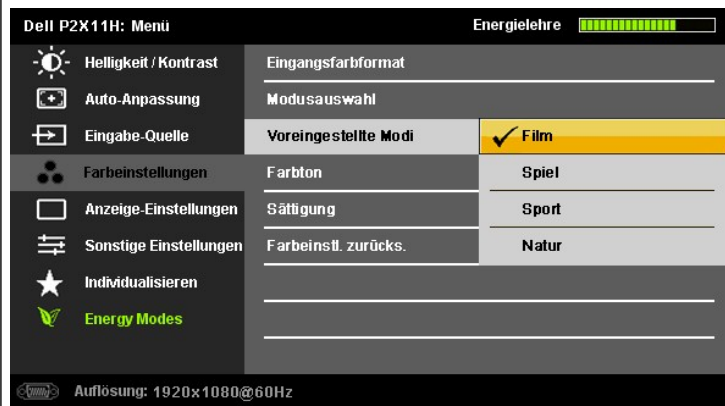 Dell P2X11H: Menü Energielehre
Helligkeit / Kontrast Eingangsfarbformat
Auto-Anpassung Modusauswahl
Eingabe-Quelle Voreingestellte Modi Film
Farbeinstellungen Farbton Spiel
Anzeige-Einstellungen Sättigung Sport
Sonstige Einstellungen Farbeinstl. zurücks. Natur
Individualisieren
Energy Modes
Auflösung: 1920x1080@60Hz